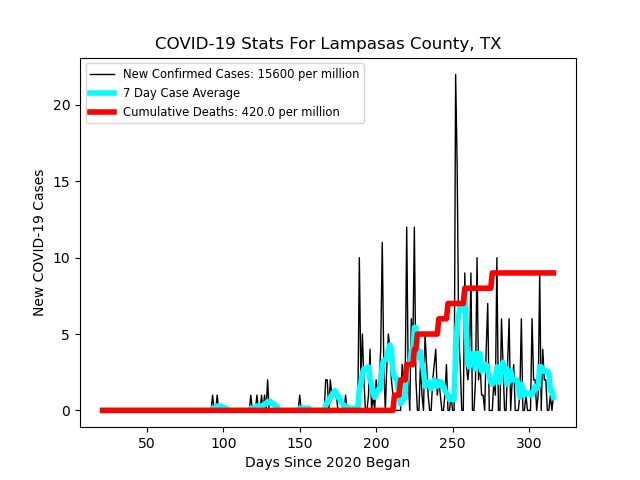 COVID-19 Stats For Lampasas County, TX
New Confirmed Cases: 15600 per million
7 Day Case Average
Cumulative Deaths: 420.0 per million
New COVID-19 Cases
20
15
10
5
0
50 100 150 200 250 300
Days Since 2020 Began